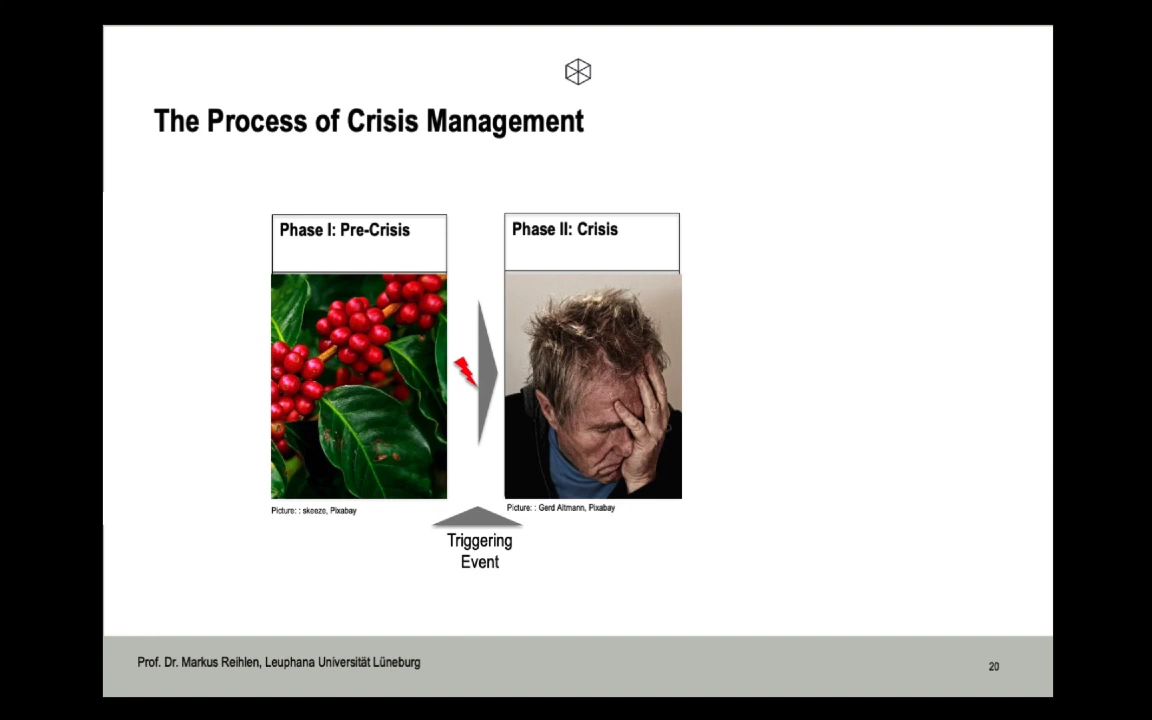 The Process of Crisis Management
Phase I: Pre-Crisis
Phase II: Crisis
Picture: : skeeze, Pixabay
Picture: : Gerd Altmann, Pixabay
Triggering
Event
Prof. Dr. Markus Reihlen, Leuphana Universität Lüneburg
20